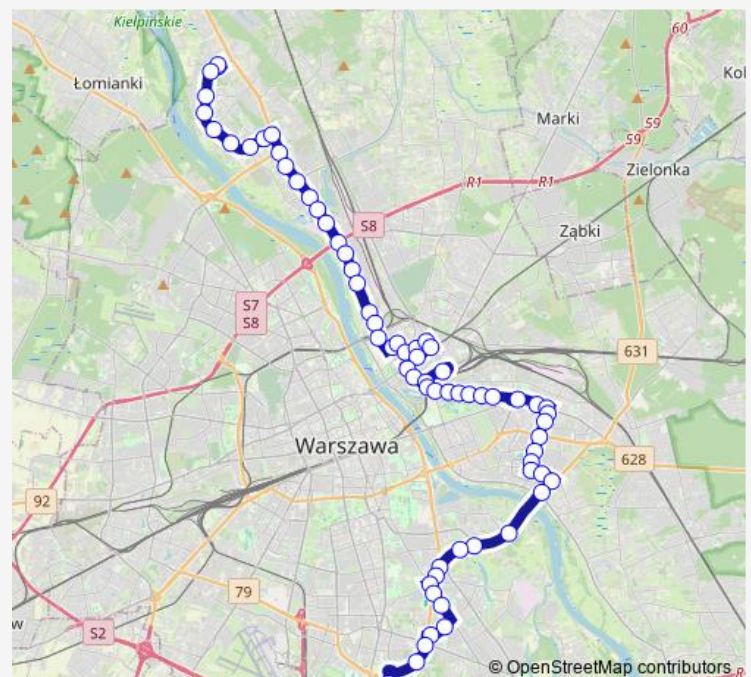 Kiełpińskie
60
Łomianki
Kol
Marki
S9
S9
Zielonka
R1
R1
S8
Ząbki
S7
S8
631
Warszawa
628
92
79
w
S2
© OpenStreetMap contributors
R